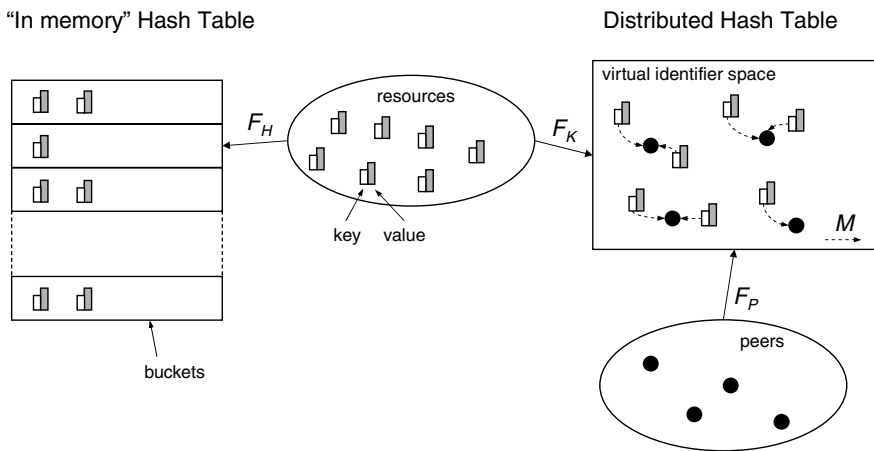 “In memory” Hash Table
Distributed Hash Table
virtual identifier space
resources
F_H
F_K
key
value
M
F_P
peers
buckets